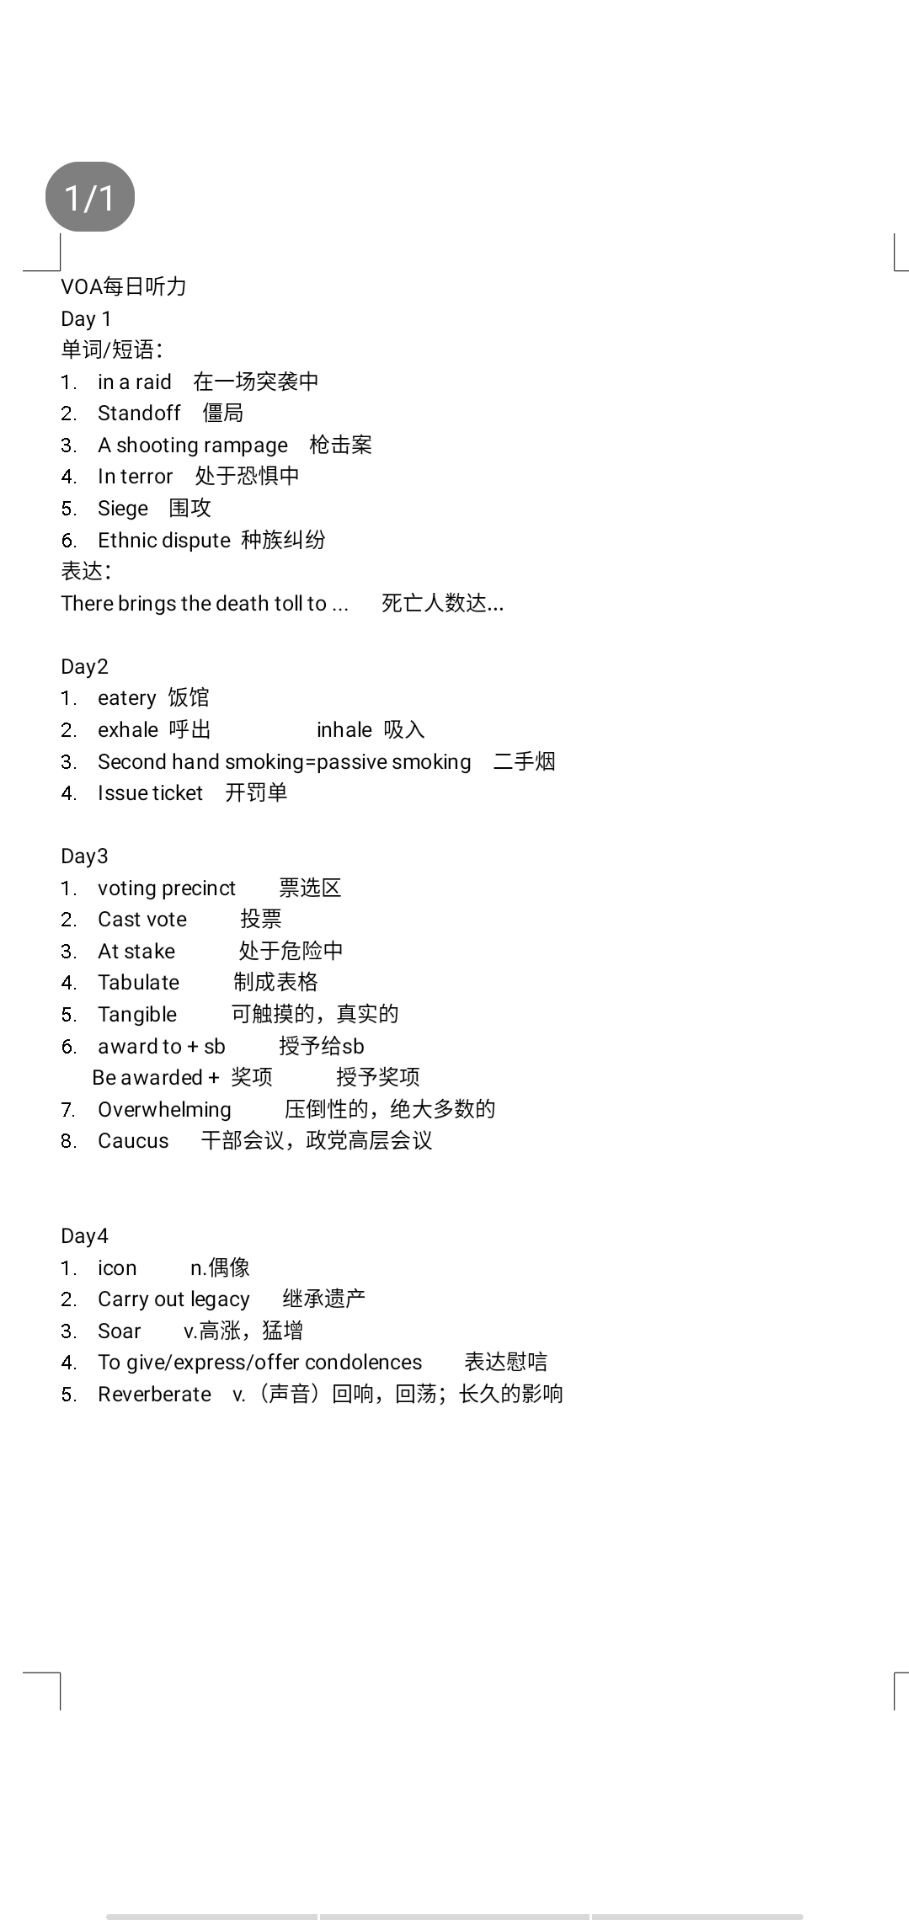 1/1
VOA每日听力
Day 1
单词/短语：
1. in a raid 在一场突袭中
2. Standoff 僵局
3. A shooting rampage 枪击案
4. In terror 处于恐惧中
5. Siege 围攻
6. Ethnic dispute 种族纠纷
表达：
There brings the death toll to ... 死亡人数达...
Day2
1. eatery 饭馆
2. exhale 呼出 inhale 吸入
3. Second hand smoking=passive smoking 二手烟
4. Issue ticket 开罚单
Day3
1. voting precinct 票选区
2. Cast vote 投票
3. At stake 处于危险中
4. Tabulate 制成表格
5. Tangible 可触摸的，真实的
6. award to + sb 授予给sb
Be awarded + 奖项 授予奖项
7. Overwhelming 压倒性的，绝大多数的
8. Caucus 干部会议，政党高层会议
Day4
1. icon n.偶像
2. Carry out legacy 继承遗产
3. Soar v.高涨，猛增
4. To give/express/offer condolences 表达慰唁
5. Reverberate v.（声音）回响，回荡；长久的影响